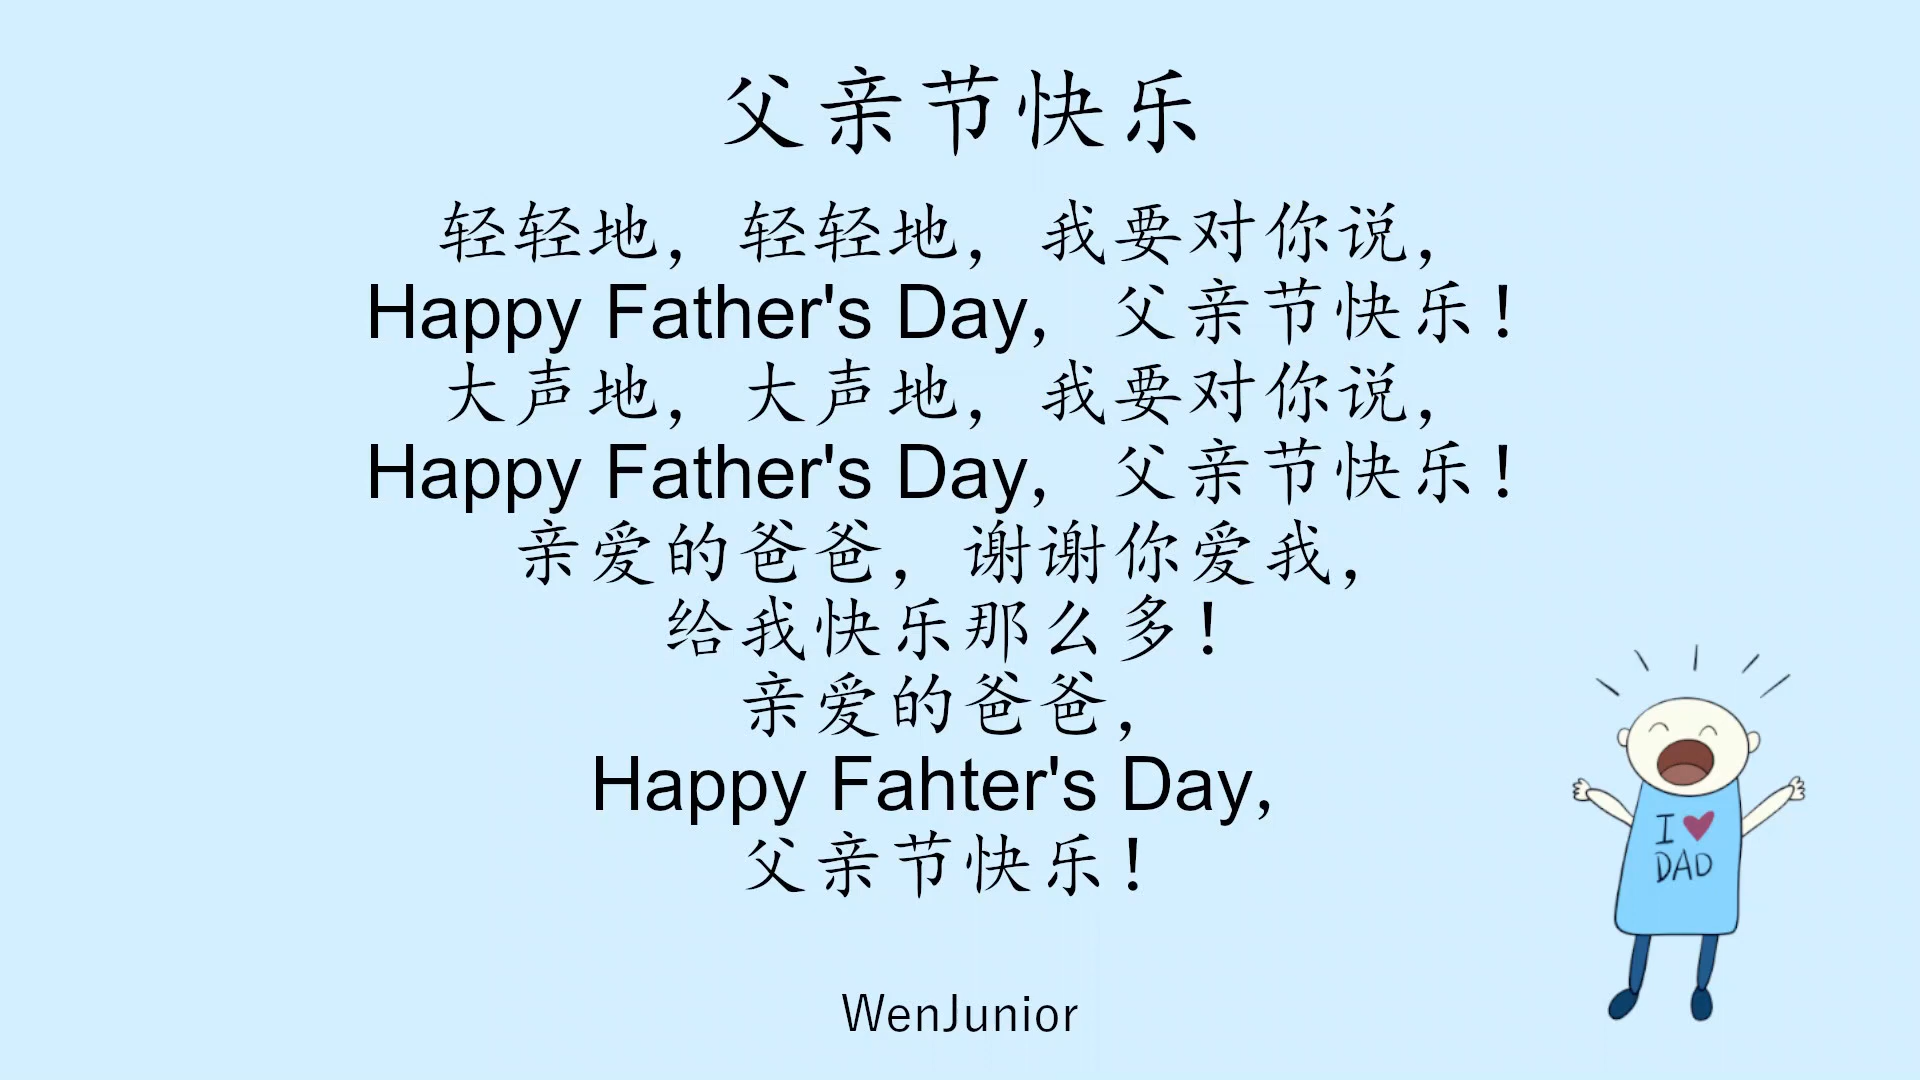 父亲节快乐
轻轻地，轻轻地，我要对你说，
Happy Father's Day，父亲节快乐！
大声地，大声地，我要对你说，
Happy Father's Day，父亲节快乐！
亲爱的爸爸，谢谢你爱我，
给我快乐那么多！
亲爱的爸爸，
Happy Fahter's Day，
父亲节快乐！
I ♥
DAD
WenJunior